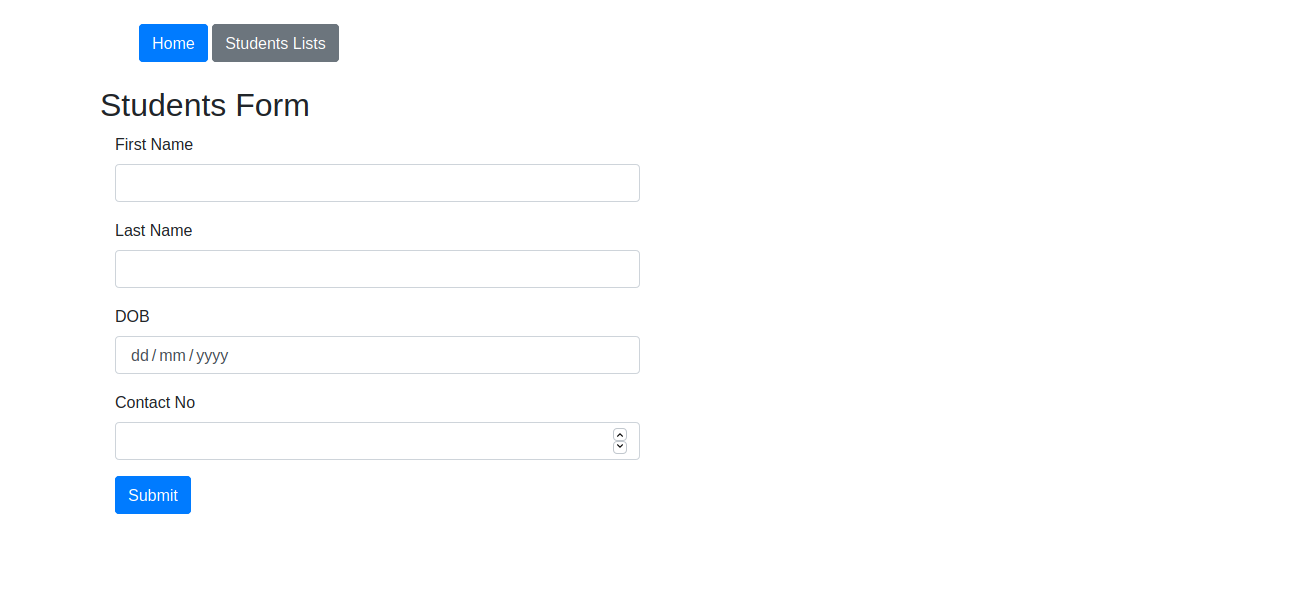 Home Students Lists
Students Form
First Name
Last Name
DOB
dd/mm/yyyy
Contact No
Submit